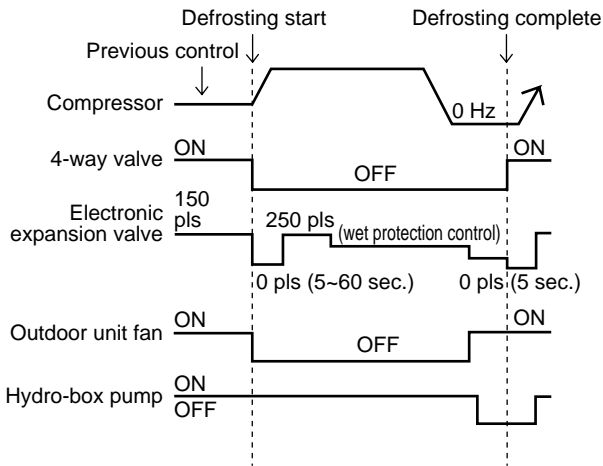 Defrosting start
Defrosting complete
Previous control
Compressor
0 Hz
ON
ON
4-way valve
OFF
150
pls
Electronic
expansion valve
250 pls
(wet protection control)
0 pls (5~60 sec.)
0 pls (5 sec.)
ON
ON
Outdoor unit fan
OFF
ON
Hydro-box pump
OFF